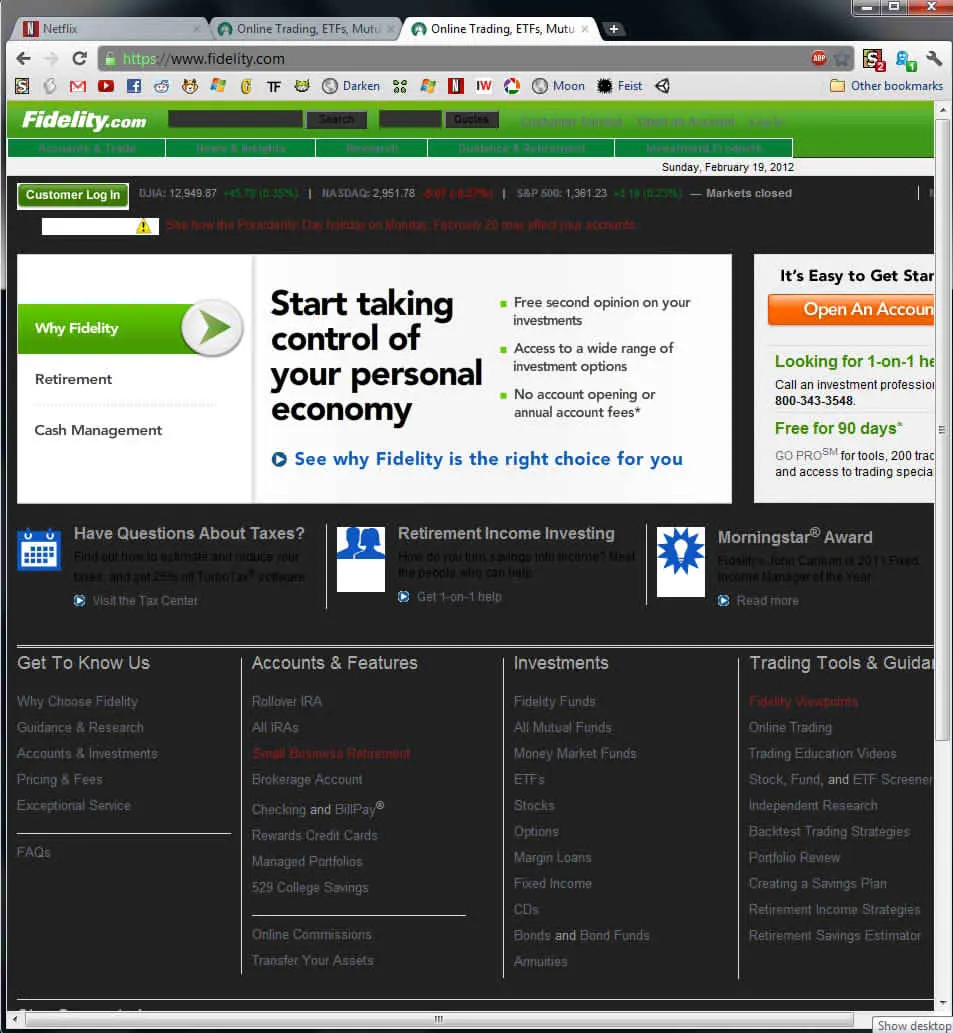 Netflix
Online Trading, ETFs, Mutu
Online Trading, ETFs, Mutu
https://www.fidelity.com
ABP
2
1
TF
Darken
IW
Moon
Feist
Other bookmarks
Fidelity.com
Search
Quotes
Customer Service
Open an Account
Log In
Accounts & Trade
News & Insights
Research
Guidance & Retirement
Investment Products
Sunday, February 19, 2012
Customer Log In
DJIA: 12,949.87 +45.79 (0.35%) | NASDAQ: 2,951.78 -8.07 (-0.27%) | S&P 500: 1,361.23 +3.19 (0.23%) — Markets closed
See how the Presidents' Day holiday on Monday, February 20 may affect your accounts.
Why Fidelity
Retirement
Cash Management
Start taking
control of
your personal
economy
Free second opinion on your
investments
Access to a wide range of
investment options
No account opening or
annual account fees*
See why Fidelity is the right choice for you
It's Easy to Get Star
Open An Accoun
Looking for 1-on-1 he
Call an investment profession
800-343-3548.
Free for 90 days*
GO PROSM for tools, 200 trad
and access to trading specia
Have Questions About Taxes?
Find out how to estimate and reduce your
taxes, and get 25% off TurboTax® software.
Visit the Tax Center
Retirement Income Investing
How do you turn savings into income? Meet
the people who can help.
Get 1-on-1 help
Morningstar® Award
Fidelity's John Carlson is 2011 Fixed
Income Manager of the Year
Read more
Get To Know Us
Why Choose Fidelity
Guidance & Research
Accounts & Investments
Pricing & Fees
Exceptional Service
FAQs
Accounts & Features
Rollover IRA
All IRAs
Small Business Retirement
Brokerage Account
Checking and BillPay®
Rewards Credit Cards
Managed Portfolios
529 College Savings
Online Commissions
Transfer Your Assets
Investments
Fidelity Funds
All Mutual Funds
Money Market Funds
ETFs
Stocks
Options
Margin Loans
Fixed Income
CDs
Bonds and Bond Funds
Annuities
Trading Tools & Guida
Fidelity Viewpoints
Online Trading
Trading Education Videos
Stock, Fund, and ETF Screener
Independent Research
Backtest Trading Strategies
Portfolio Review
Creating a Savings Plan
Retirement Income Strategies
Retirement Savings Estimator
Show desktop